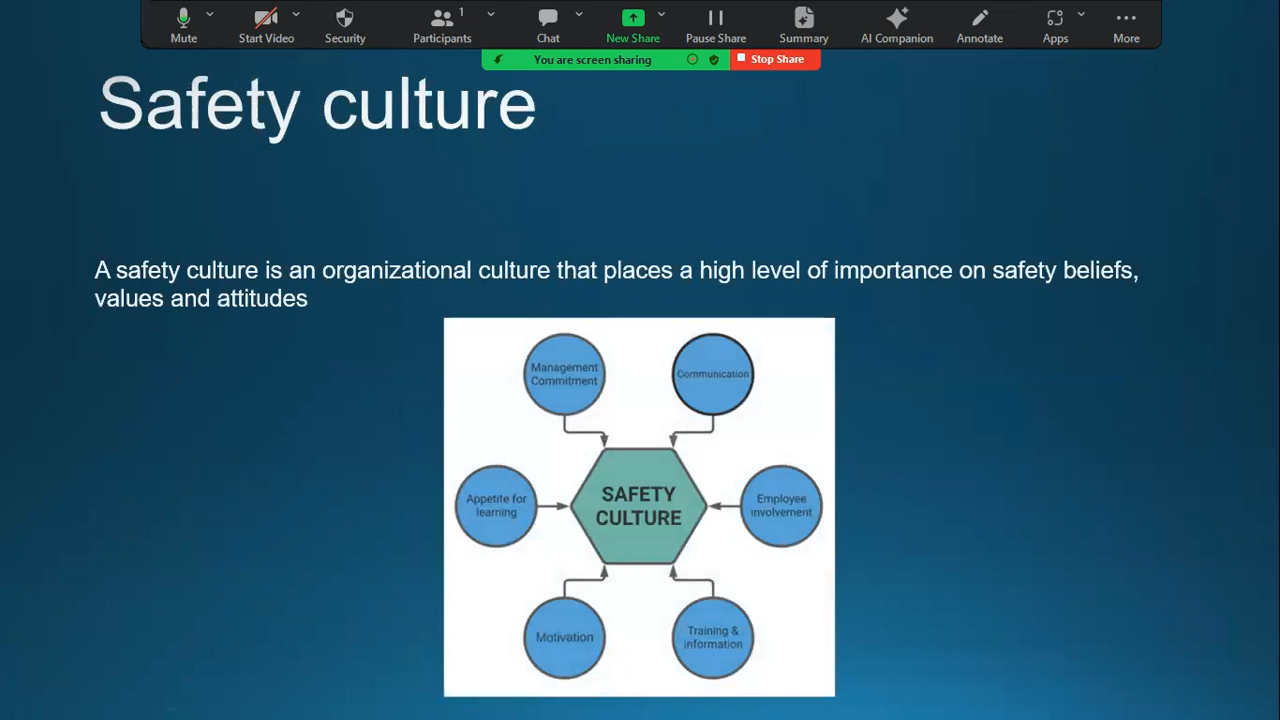 Mute
Start Video
Security
Participants
1
Chat
New Share
Pause Share
Summary
AI Companion
Annotate
Apps
More
You are screen sharing
Stop Share
Safety culture
A safety culture is an organizational culture that places a high level of importance on safety beliefs,
values and attitudes
Management
Commitment
Communication
Appetite for
learning
SAFETY
CULTURE
Employee
involvement
Motivation
Training &
information